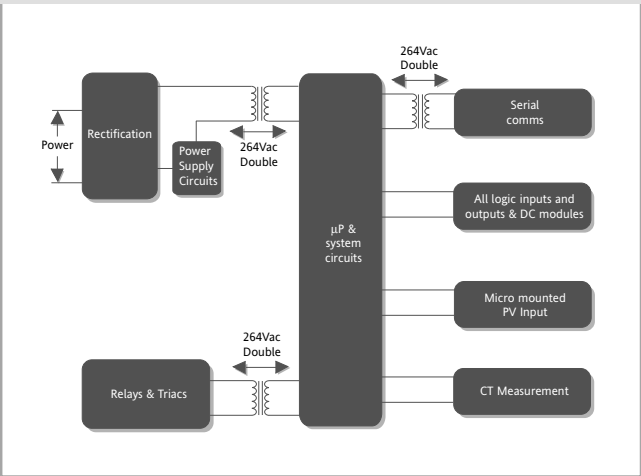 264Vac
Double
Rectification
Power
Power
Supply
Circuits
264Vac
Double
Serial
comms
All logic inputs and
outputs & DC modules
µP &
system
circuits
Micro mounted
PV Input
264Vac
Double
Relays & Triacs
CT Measurement